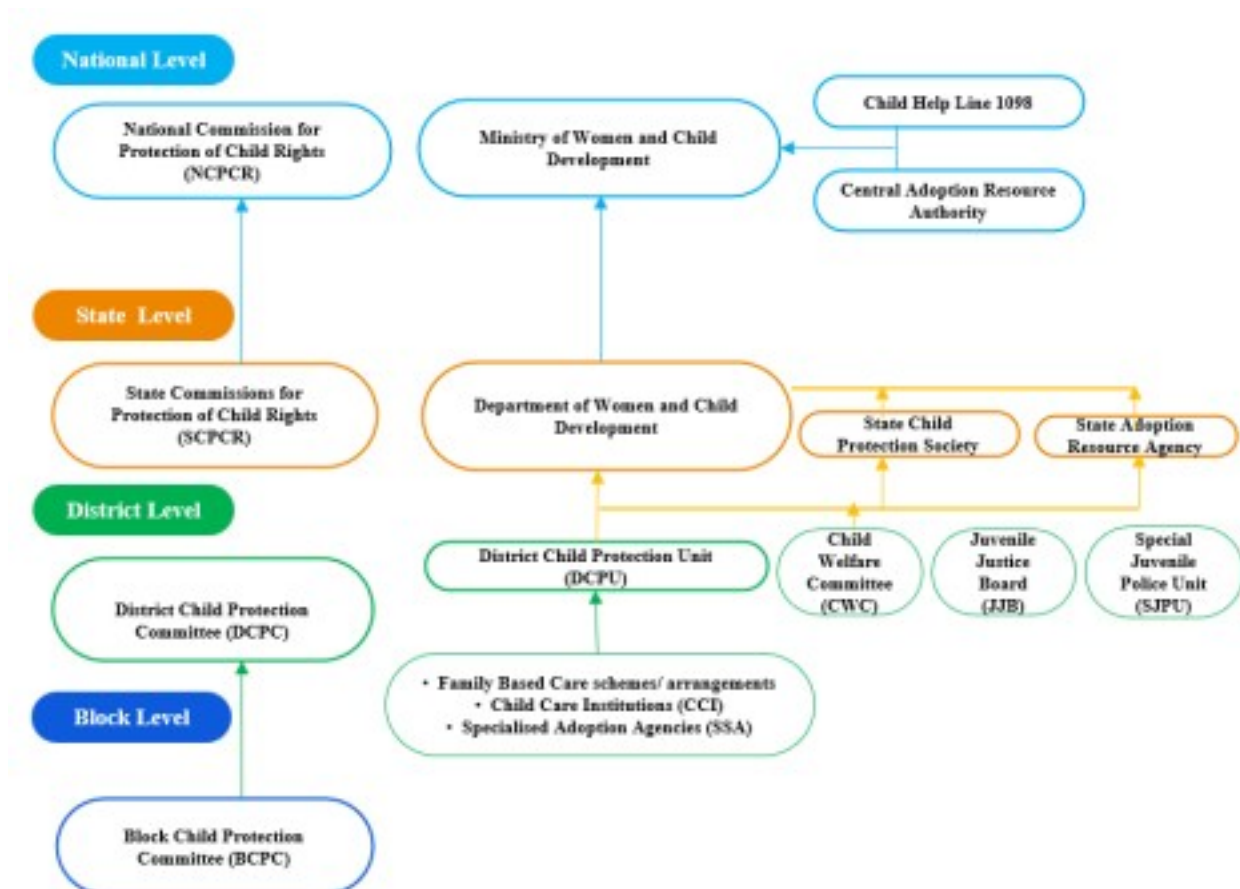 National Level
National Commission for
Protection of Child Rights
(NCPCR)
Ministry of Women and Child
Development
Child Help Line 1098
Central Adoption Resource
Authority
State Level
State Commissions for
Protection of Child Rights
(SCPCR)
Department of Women and Child
Development
State Child
Protection Society
State Adoption
Resource Agency
District Level
District Child Protection
Committee (DCPC)
District Child Protection Unit
(DCPU)
Child
Welfare
Committee
(CWC)
Juvenile
Justice
Board
(JJB)
Special
Juvenile
Police Unit
(SJPU)
• Family Based Care schemes/ arrangements
• Child Care Institutions (CCI)
• Specialised Adoption Agencies (SSA)
Block Level
Block Child Protection
Committee (BCPC)